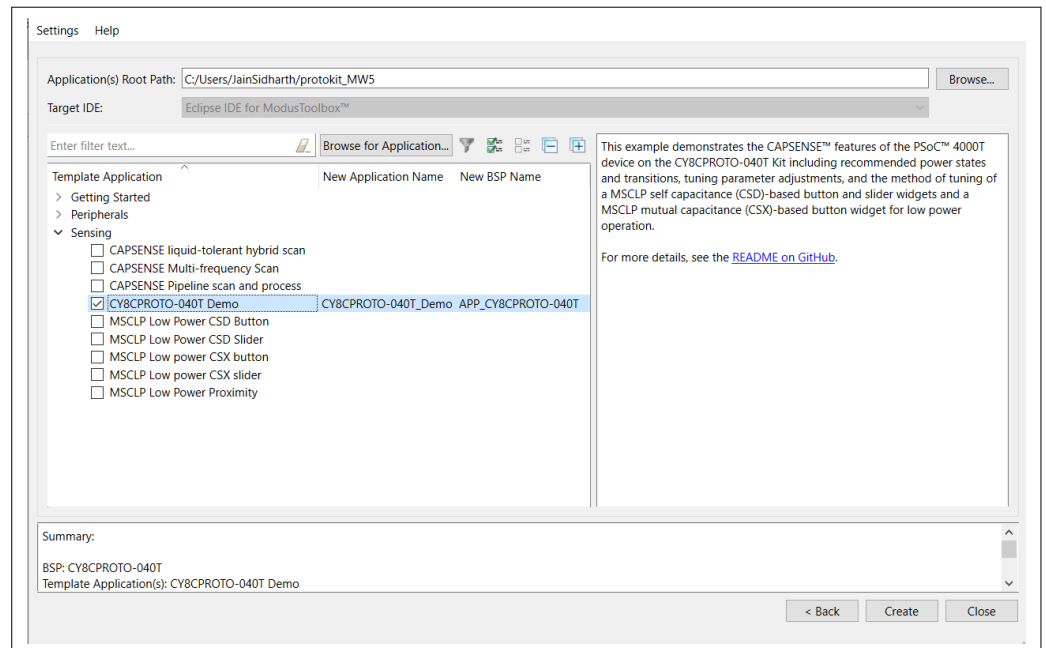 Settings Help
Application(s) Root Path: C:/Users/JainSidharth/protokit_MW5 Browse...
Target IDE: Eclipse IDE for ModusToolbox™
Enter filter text... Browse for Application...
Template Application New Application Name New BSP Name
Getting Started
Peripherals
Sensing
CAPSENSE liquid-tolerant hybrid scan
CAPSENSE Multi-frequency Scan
CAPSENSE Pipeline scan and process
CY8CPROTO-040T Demo CY8CPROTO-040T_Demo APP_CY8CPROTO-040T
MSCLP Low Power CSD Button
MSCLP Low Power CSD Slider
MSCLP Low power CSX button
MSCLP Low power CSX slider
MSCLP Low Power Proximity
This example demonstrates the CAPSENSE™ features of the PSoC™ 4000T
device on the CY8CPROTO-040T Kit including recommended power states
and transitions, tuning parameter adjustments, and the method of tuning of
a MSCLP self capacitance (CSD)-based button and slider widgets and a
MSCLP mutual capacitance (CSX)-based button widget for low power
operation.
For more details, see the README on GitHub.
Summary:
BSP: CY8CPROTO-040T
Template Application(s): CY8CPROTO-040T Demo
< Back Create Close